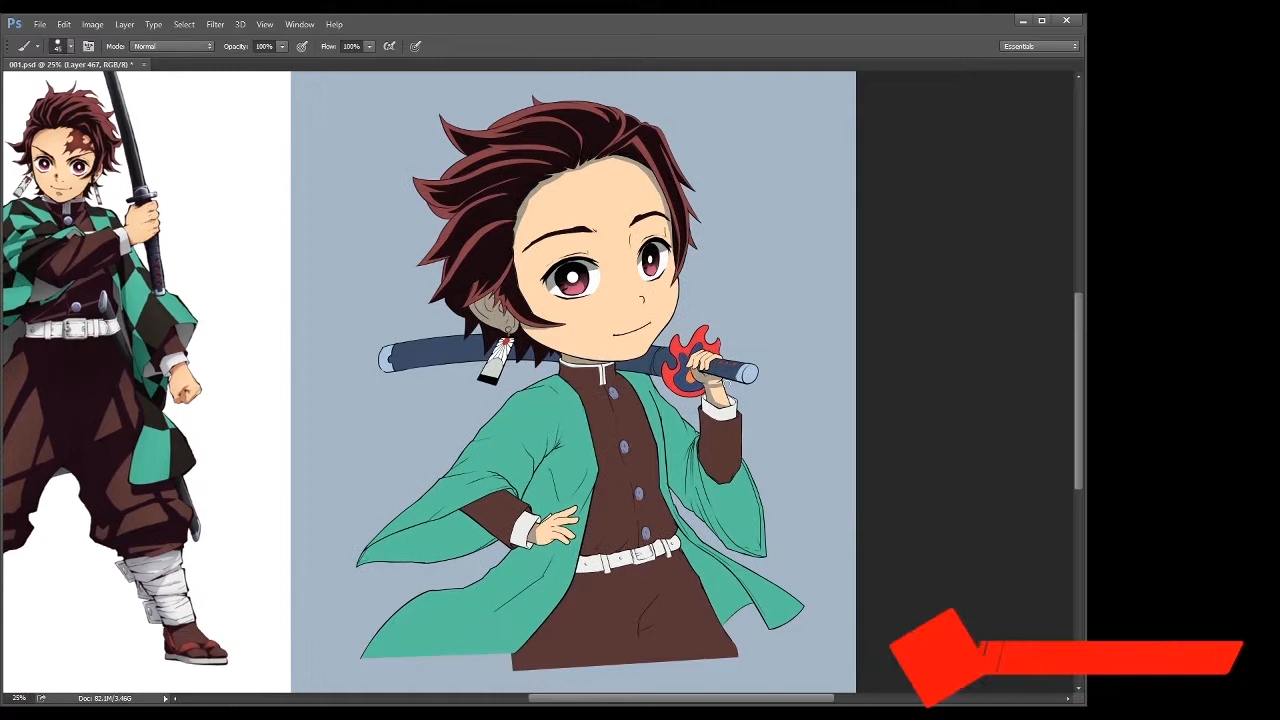 Ps File Edit Image Layer Type Select Filter 3D View Window Help
45 Mode: Normal Opacity: 100% Flow: 100% Essentials
001.psd @ 25% (Layer 467, RGB/8) * ×
25% Doc: 82.1M/3.46G